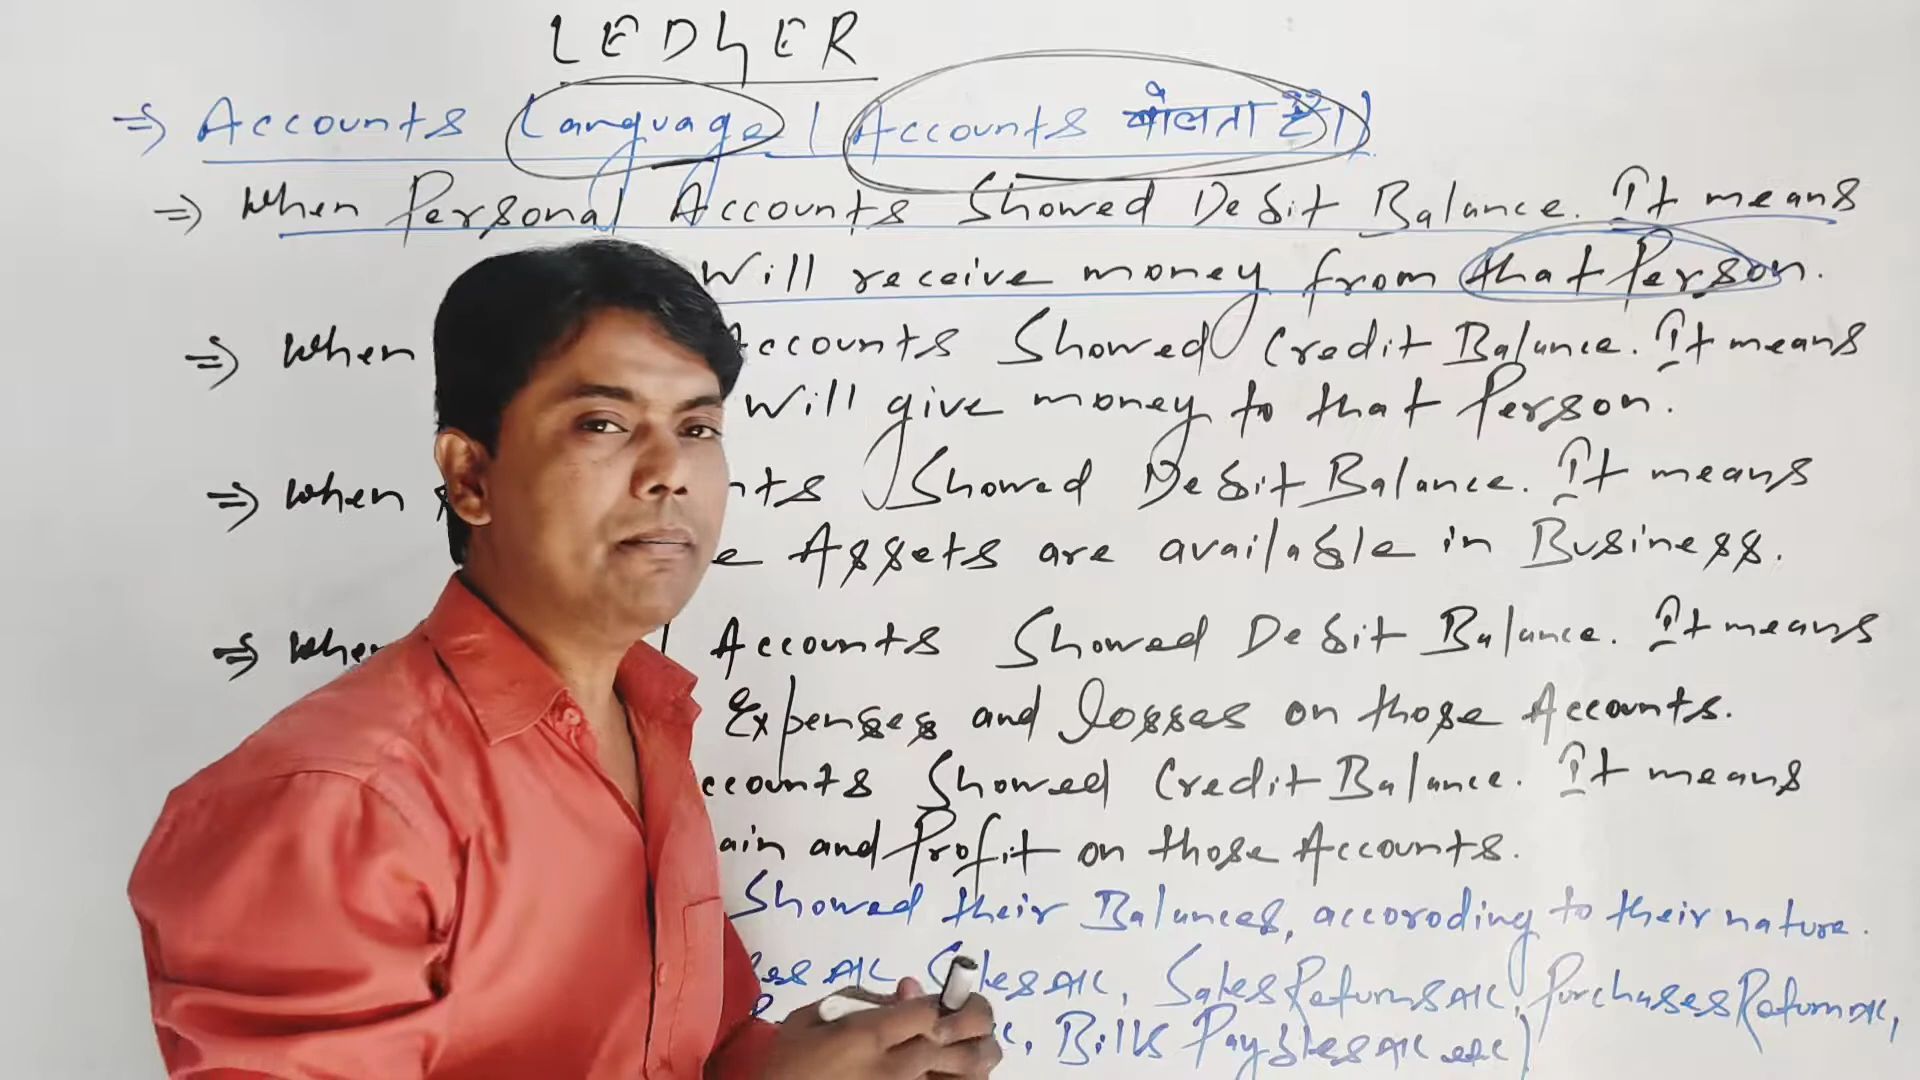 LEDGER
⇒ Accounts Language (Accounts बोलता है।)
⇒ When Personal Accounts Showed Debit Balance. It means
Will receive money from that Person.
⇒ When Accounts Showed Credit Balance. It means
Will give money to that Person.
⇒ When Showed Debit Balance. It means
Assets are available in Business.
⇒ When Accounts Showed Debit Balance. It means
Expenses and losses on those Accounts.
Showed Credit Balance. It means
and Profit on those Accounts.
Showed their Balances, accoroding to their nature.
A/C Sales A/C, Sales Returns A/C, Purchases Return A/C,
Bills Paybles A/C etc)